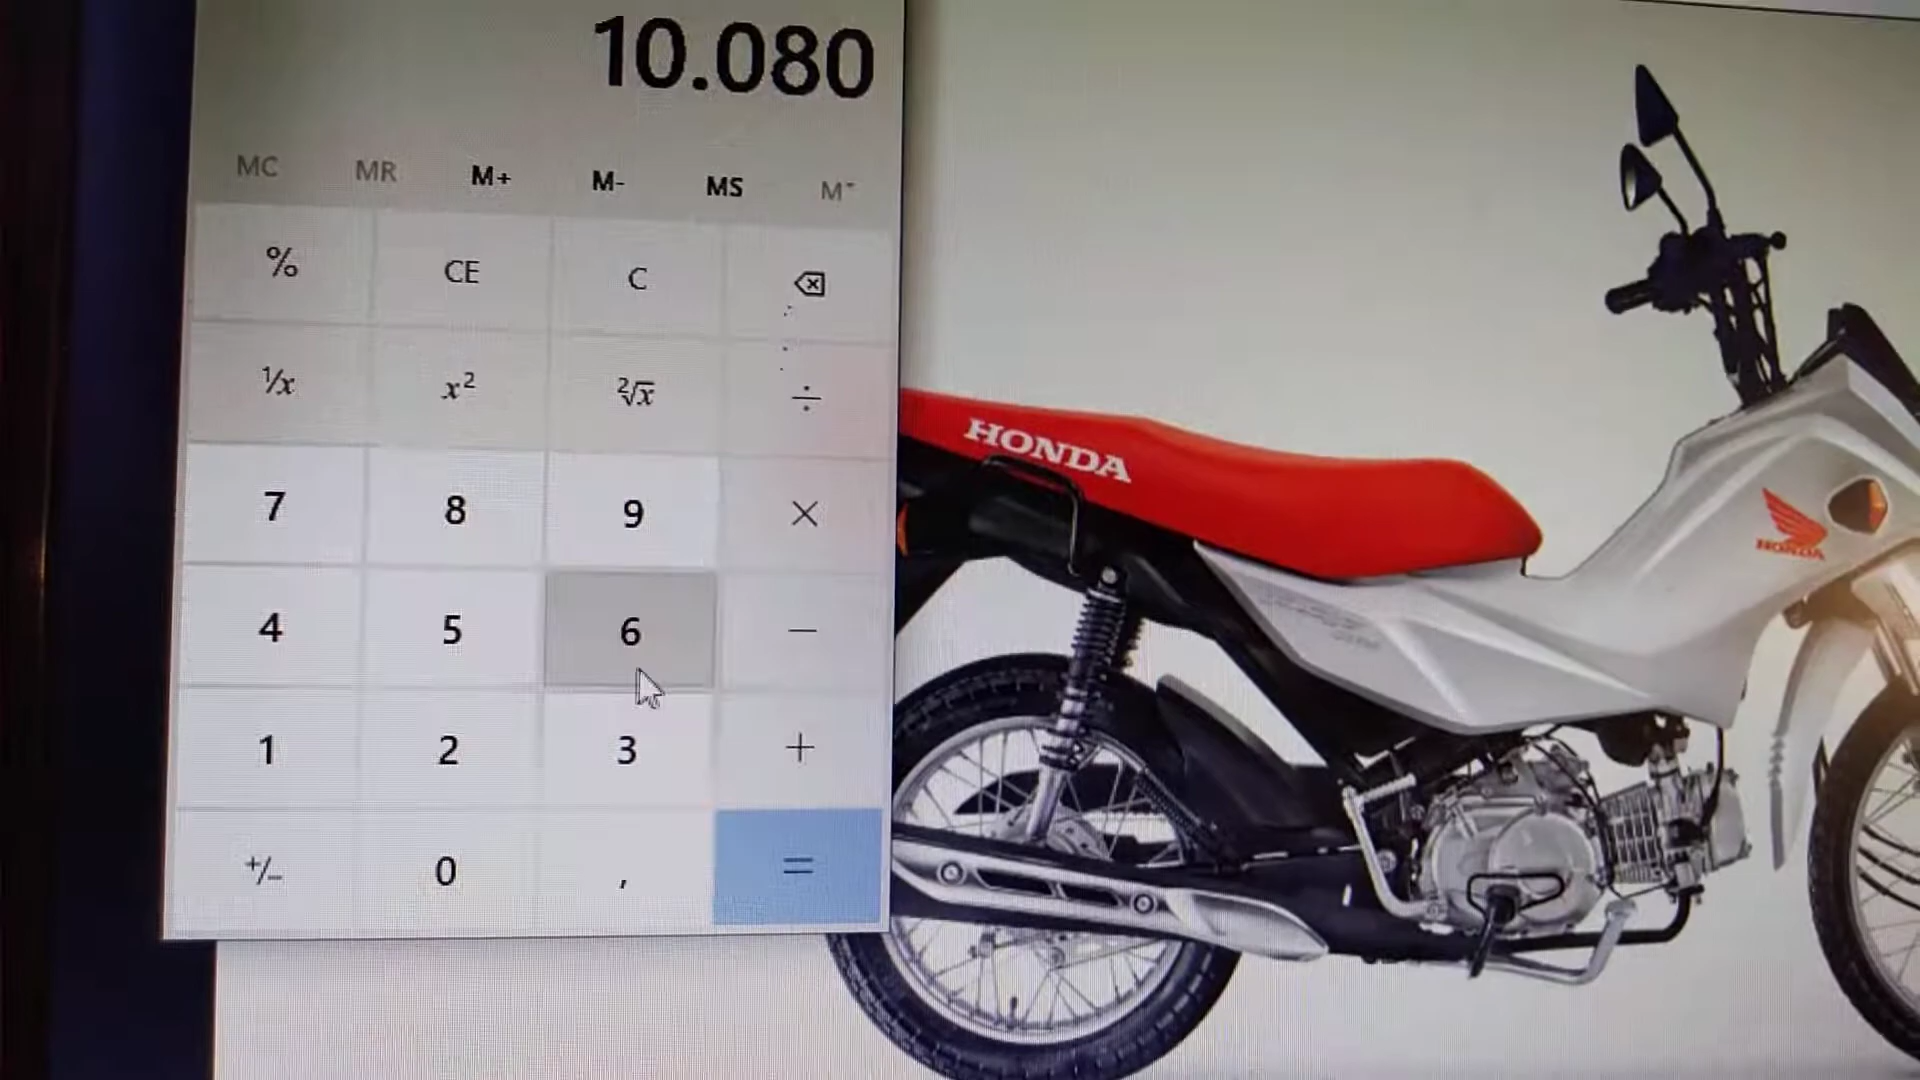 10.080
MC MR M+ M- MS M˅
% CE C
¹/x x² ²√x ÷
7 8 9 ×
4 5 6 −
1 2 3 +
+/− 0 , =
HONDA
HONDA